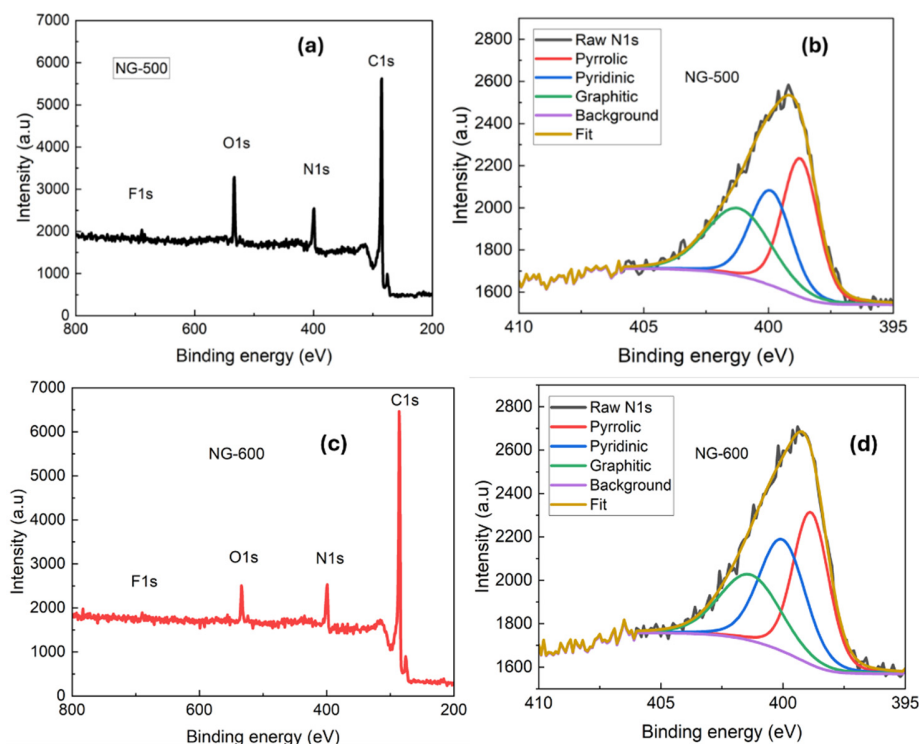 (a)
NG-500
C1s
O1s
N1s
F1s
Intensity (a.u)
7000
6000
5000
4000
3000
2000
1000
0
800
600
400
200
Binding energy (eV)
(b)
NG-500
Raw N1s
Pyrrolic
Pyridinic
Graphitic
Background
Fit
Intensity (a.u)
2800
2600
2400
2200
2000
1800
1600
410
405
400
395
Binding energy (eV)
(c)
NG-600
C1s
O1s
N1s
F1s
Intensity (a.u)
7000
6000
5000
4000
3000
2000
1000
0
800
600
400
200
Binding energy (eV)
(d)
NG-600
Raw N1s
Pyrrolic
Pyridinic
Graphitic
Background
Fit
Intensity (a.u)
2800
2600
2400
2200
2000
1800
1600
410
405
400
395
Binding energy (eV)